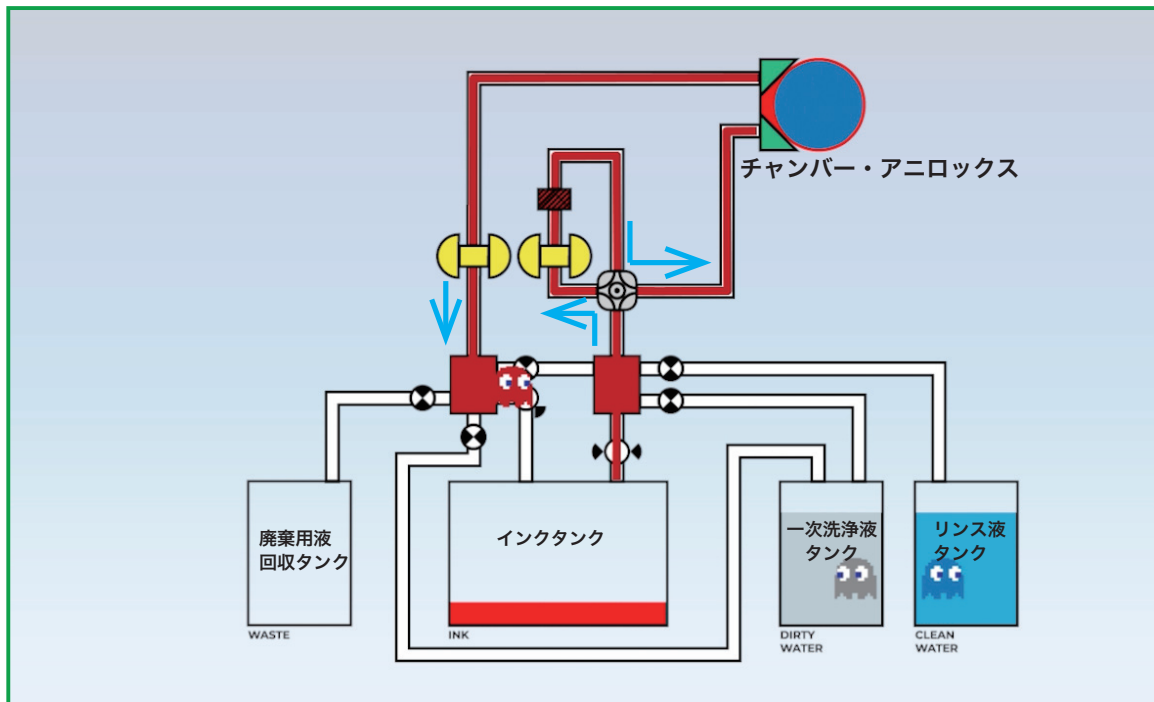 チャンバー・アニロックス
廃棄用液
回収タンク
インクタンク
一次洗浄液
タンク
リンス液
タンク
WASTE
INK
DIRTY
WATER
CLEAN
WATER